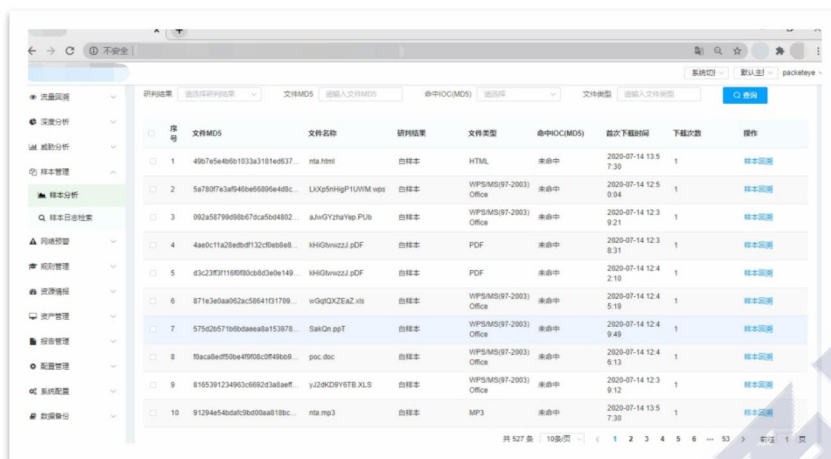 不安全
系统切!
默认主!
packeteye
流量回溯
深度分析
威胁分析
样本管理
样本分析
样本日志检索
网络预警
规则管理
资源情报
资产管理
报告管理
配置管理
系统配置
数据备份
研判结果 请选择研判结果 文件MD5 请输入文件MD5 命中IOC(MD5) 请选择 文件类型 请输入文件类型 查询
序号 文件MD5 文件名称 研判结果 文件类型 命中IOC(MD5) 首次下载时间 下载次数 操作
1 49b7e5e4b6b1033a3181ed637... nta.html 白样本 HTML 未命中 2020-07-14 13:57:30 1 样本回溯
2 5a780f7e3af946be66896e4d8c... LkXp5nHigP1UWM.wps 白样本 WPS/MS(97-2003) Office 未命中 2020-07-14 12:50:04 1 样本回溯
3 092a58799d98b67dca5bd4802... aJwGYzhaYep.PUb 白样本 WPS/MS(97-2003) Office 未命中 2020-07-14 12:39:21 1 样本回溯
4 4ae0c11a28edbdf132cf0eb8e8... kHiGtwwzzJ.pDF 白样本 PDF 未命中 2020-07-14 12:38:31 1 样本回溯
5 d3c23ff3f116f0f80cb8d3e0e149... kHiGtwwzzJ.pDF 白样本 PDF 未命中 2020-07-14 12:42:10 1 样本回溯
6 871e3e0aa062ac58641f31709... wGqtQXZEaZ.xls 白样本 WPS/MS(97-2003) Office 未命中 2020-07-14 12:45:19 1 样本回溯
7 575d2b571b6bdaeea8a153978... SakQn.ppT 白样本 WPS/MS(97-2003) Office 未命中 2020-07-14 12:49:49 1 样本回溯
8 f0aca8edf50be4f9f08c0ff49bb9... poc.doc 白样本 WPS/MS(97-2003) Office 未命中 2020-07-14 12:46:13 1 样本回溯
9 8165391234963c6692d3a8aeff... yJ2dKD9Y6TB.XLS 白样本 WPS/MS(97-2003) Office 未命中 2020-07-14 12:39:12 1 样本回溯
10 91294e54bdafc9bd00aa818bc... nta.mp3 白样本 MP3 未命中 2020-07-14 13:57:30 1 样本回溯
共 527 条 10条/页 1 2 3 4 5 6 ... 53 前往 1 页